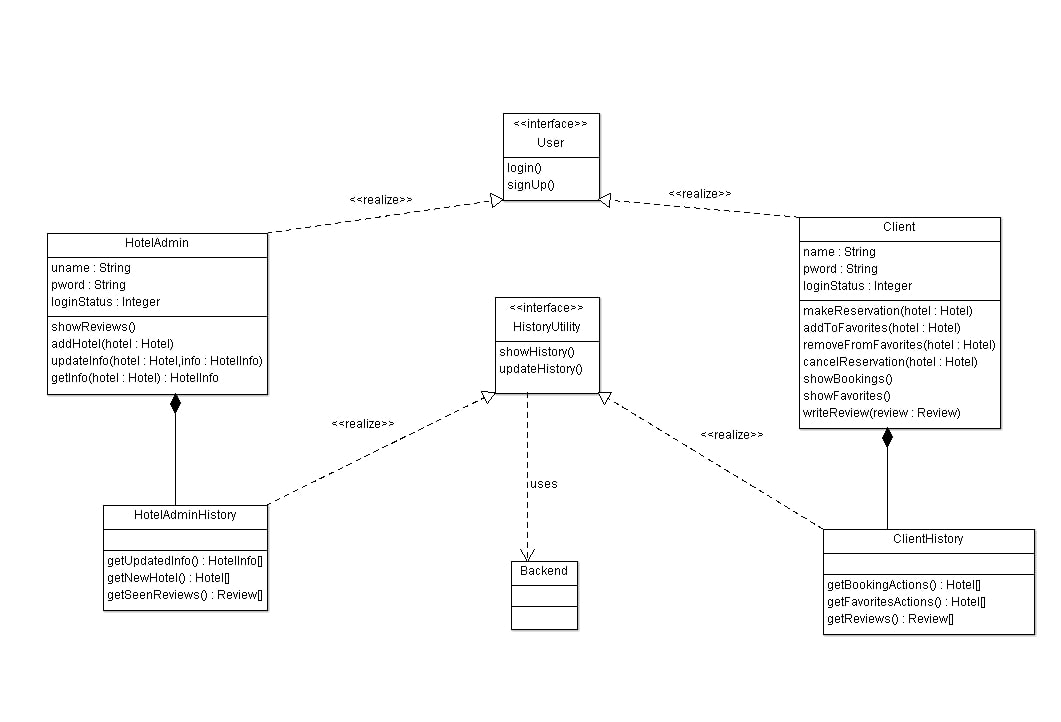 <<interface>>
User
login()
signUp()
<<realize>>
<<realize>>
HotelAdmin
uname : String
pword : String
loginStatus : Integer
showReviews()
addHotel(hotel : Hotel)
updateInfo(hotel : Hotel,info : HotelInfo)
getInfo(hotel : Hotel) : HotelInfo
<<interface>>
HistoryUtility
showHistory()
updateHistory()
Client
name : String
pword : String
loginStatus : Integer
makeReservation(hotel : Hotel)
addToFavorites(hotel : Hotel)
removeFromFavorites(hotel : Hotel)
cancelReservation(hotel : Hotel)
showBookings()
showFavorites()
writeReview(review : Review)
<<realize>>
<<realize>>
uses
HotelAdminHistory
getUpdatedInfo() : HotelInfo[]
getNewHotel() : Hotel[]
getSeenReviews() : Review[]
Backend
ClientHistory
getBookingActions() : Hotel[]
getFavoritesActions() : Hotel[]
getReviews() : Review[]